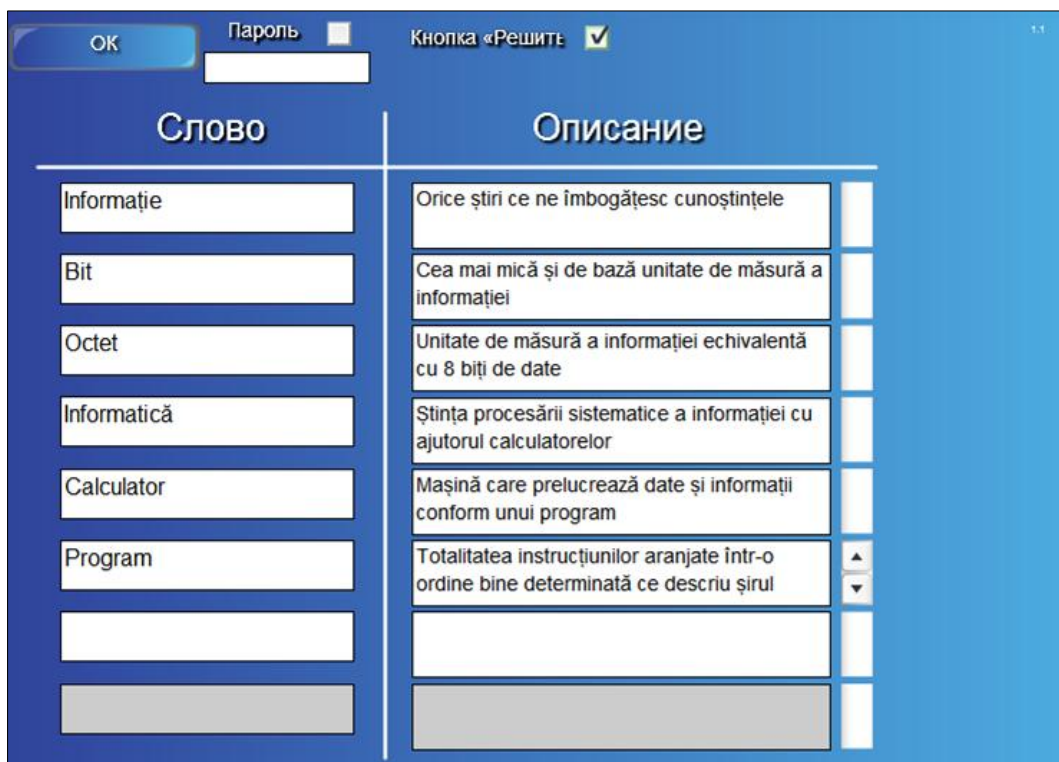 OK
Пароль
Кнопка «Решить
1.1
Слово
Описание
Informație
Orice știri ce ne îmbogățesc cunoștințele
Bit
Cea mai mică și de bază unitate de măsură a
informației
Octet
Unitate de măsură a informației echivalentă
cu 8 biți de date
Informatică
Știința procesării sistematice a informației cu
ajutorul calculatorelor
Calculator
Mașină care prelucrează date și informații
conform unui program
Program
Totalitatea instrucțiunilor aranjate într-o
ordine bine determinată ce descriu șirul